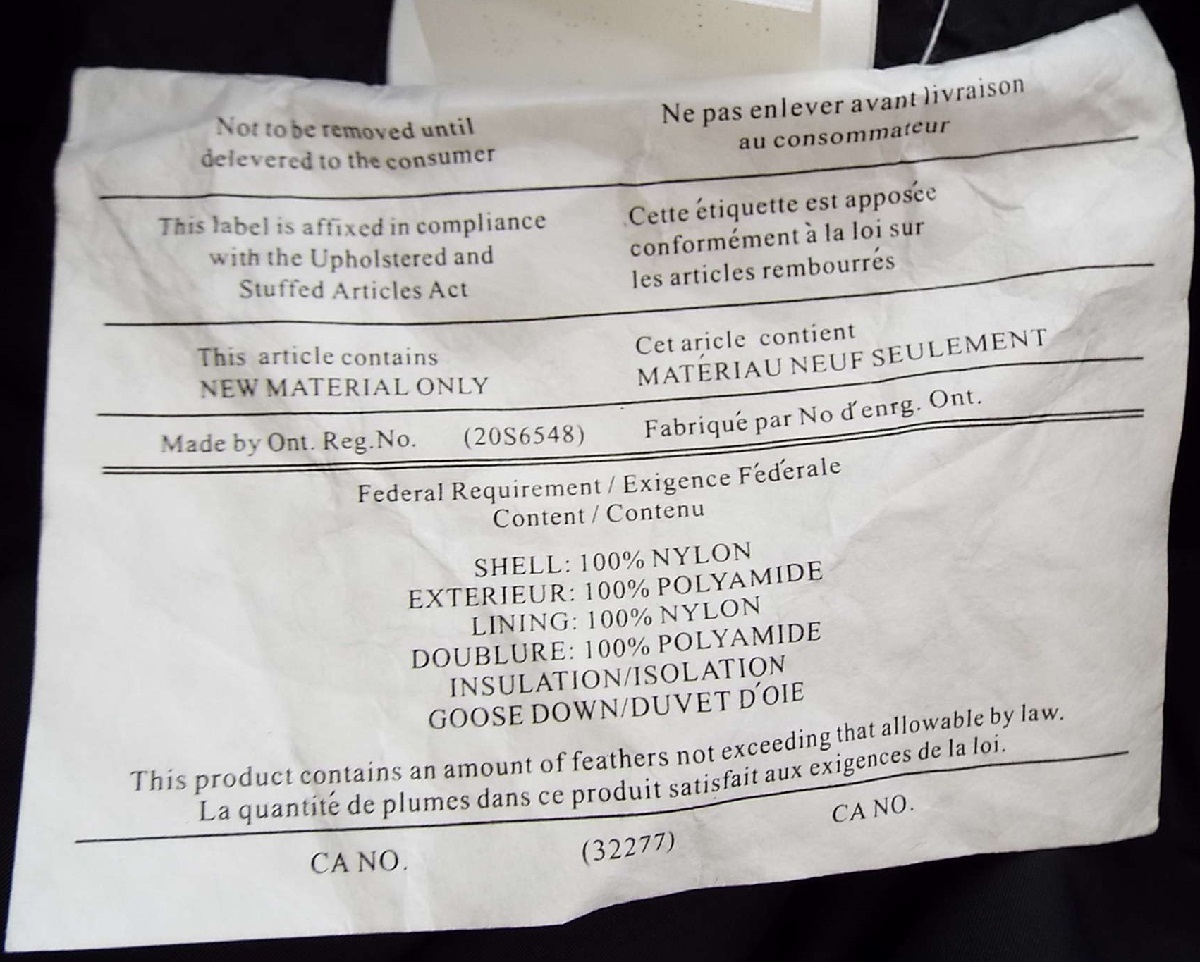 Not to be removed until
delevered to the consumer
Ne pas enlever avant livraison
au consommateur
This label is affixed in compliance
with the Upholstered and
Stuffed Articles Act
Cette étiquette est apposée
conformément à la loi sur
les articles rembourrés
This article contains
NEW MATERIAL ONLY
Cet aricle contient
MATÉRIAU NEUF SEULEMENT
Made by Ont. Reg.No. (20S6548) Fabriqué par No d'enrg. Ont.
Federal Requirement / Exigence Féderale
Content / Contenu
SHELL: 100% NYLON
EXTERIEUR: 100% POLYAMIDE
LINING: 100% NYLON
DOUBLURE: 100% POLYAMIDE
INSULATION/ISOLATION
GOOSE DOWN/DUVET D'OIE
This product contains an amount of feathers not exceeding that allowable by law.
La quantité de plumes dans ce produit satisfait aux exigences de la loi.
CA NO. (32277) CA NO.